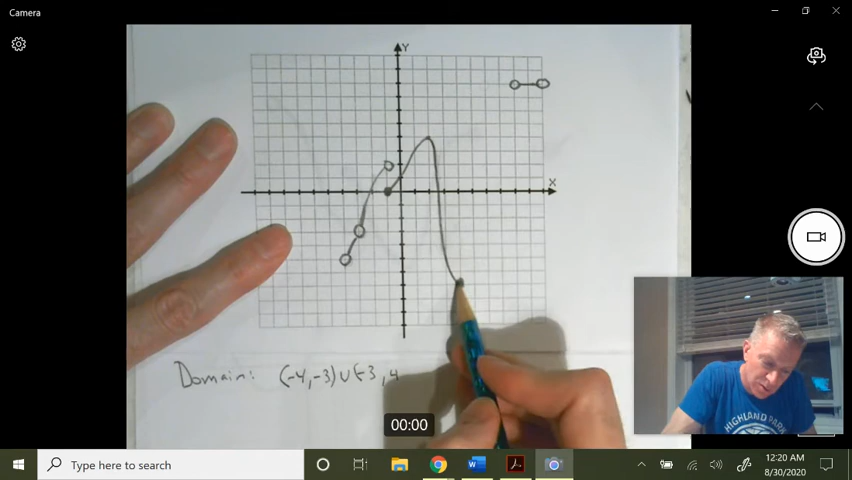 Camera
Y
X
Domain: (-4,-3)∪(-3,4
00:00
HIGHLAND PARK
Type here to search
12:20 AM
8/30/2020